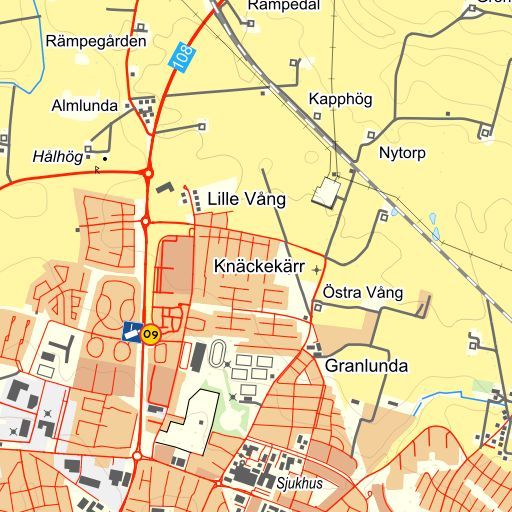 Rämpedal
Rämpegården
108
Kapphög
Almlunda
Hålhög
Nytorp
Lille Vång
Knäckekärr
Östra Vång
09
Granlunda
Sjukhus